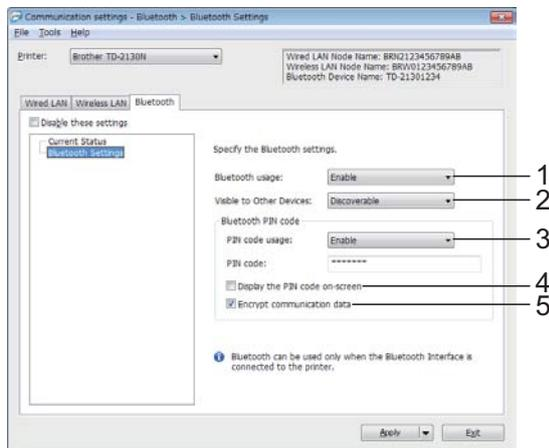 Communication settings - Bluetooth > Bluetooth Settings
File Tools Help
Printer: Brother TD-2130N
Wired LAN Node Name: BRN2123456789AB
Wireless LAN Node Name: BRW0123456789AB
Bluetooth Device Name: TD-21301234
Wired LAN Wireless LAN Bluetooth
Disable these settings
Current Status
Bluetooth Settings
Specify the Bluetooth settings.
Bluetooth usage: Enable 1
Visible to Other Devices: Discoverable 2
Bluetooth PIN code
PIN code usage: Enable 3
PIN code: *******
Display the PIN code on-screen 4
Encrypt communication data 5
Bluetooth can be used only when the Bluetooth Interface is
connected to the printer.
Apply Exit